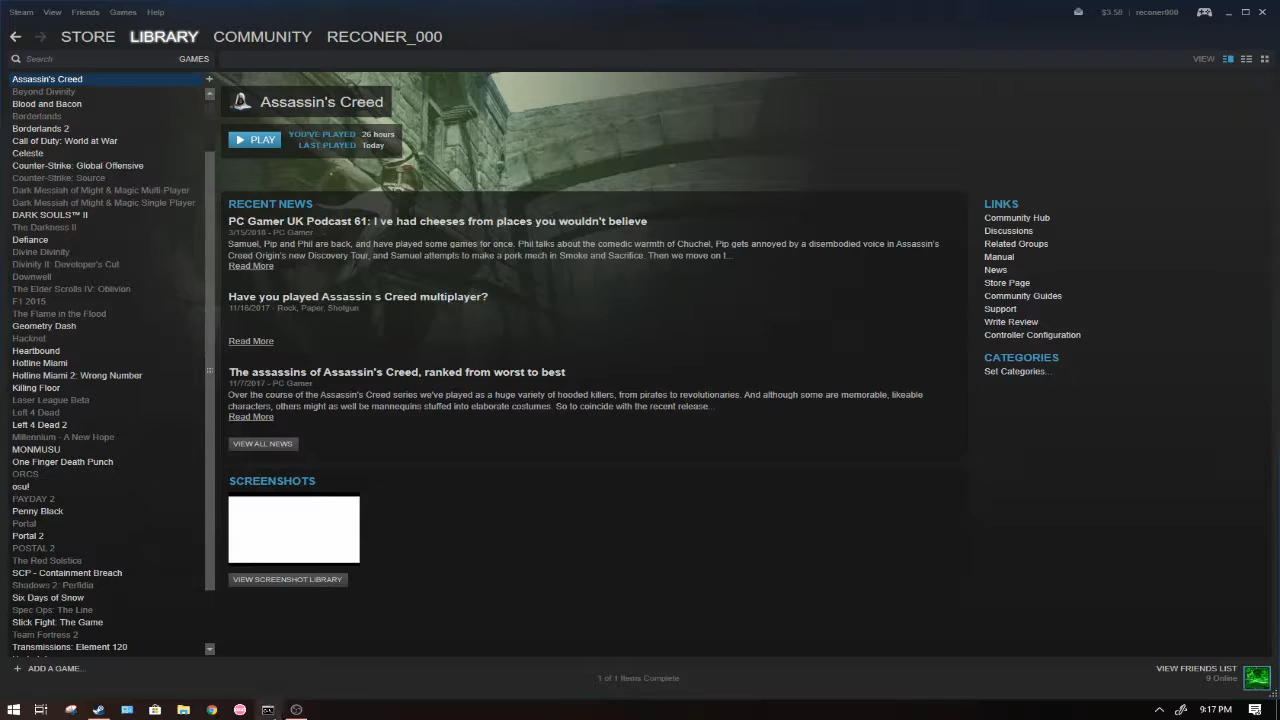 Steam View Friends Games Help
$3.58 reconer000
STORE LIBRARY COMMUNITY RECONER_000
Search GAMES
VIEW
Assassin's Creed
Beyond Divinity
Blood and Bacon
Borderlands
Borderlands 2
Call of Duty: World at War
Celeste
Counter-Strike: Global Offensive
Counter-Strike: Source
Dark Messiah of Might & Magic Multi-Player
Dark Messiah of Might & Magic Single Player
DARK SOULS™ II
The Darkness II
Defiance
Divine Divinity
Divinity II: Developer's Cut
Downwell
The Elder Scrolls IV: Oblivion
F1 2015
The Flame in the Flood
Geometry Dash
Hacknet
Heartbound
Hotline Miami
Hotline Miami 2: Wrong Number
Killing Floor
Laser League Beta
Left 4 Dead
Left 4 Dead 2
Millennium - A New Hope
MONMUSU
One Finger Death Punch
ORCS
osu!
PAYDAY 2
Penny Black
Portal
Portal 2
POSTAL 2
The Red Solstice
SCP - Containment Breach
Shadows 2: Perfidia
Six Days of Snow
Spec Ops: The Line
Stick Fight: The Game
Team Fortress 2
Transmissions: Element 120
Assassin's Creed
PLAY
YOU'VE PLAYED 26 hours
LAST PLAYED Today
RECENT NEWS
PC Gamer UK Podcast 61: I ve had cheeses from places you wouldn't believe
3/15/2018 - PC Gamer
Samuel, Pip and Phil are back, and have played some games for once. Phil talks about the comedic warmth of Chuchel, Pip gets annoyed by a disembodied voice in Assassin's
Creed Origin's new Discovery Tour, and Samuel attempts to make a pork mech in Smoke and Sacrifice. Then we move on t...
Read More
Have you played Assassin s Creed multiplayer?
11/16/2017 - Rock, Paper, Shotgun
Read More
The assassins of Assassin's Creed, ranked from worst to best
11/7/2017 - PC Gamer
Over the course of the Assassin's Creed series we've played as a huge variety of hooded killers, from pirates to revolutionaries. And although some are memorable, likeable
characters, others might as well be mannequins stuffed into elaborate costumes. So to coincide with the recent release...
Read More
VIEW ALL NEWS
SCREENSHOTS
VIEW SCREENSHOT LIBRARY
LINKS
Community Hub
Discussions
Related Groups
Manual
News
Store Page
Community Guides
Support
Write Review
Controller Configuration
CATEGORIES
Set Categories...
+ ADD A GAME...
1 of 1 Items Complete
VIEW FRIENDS LIST
9 Online
9:17 PM